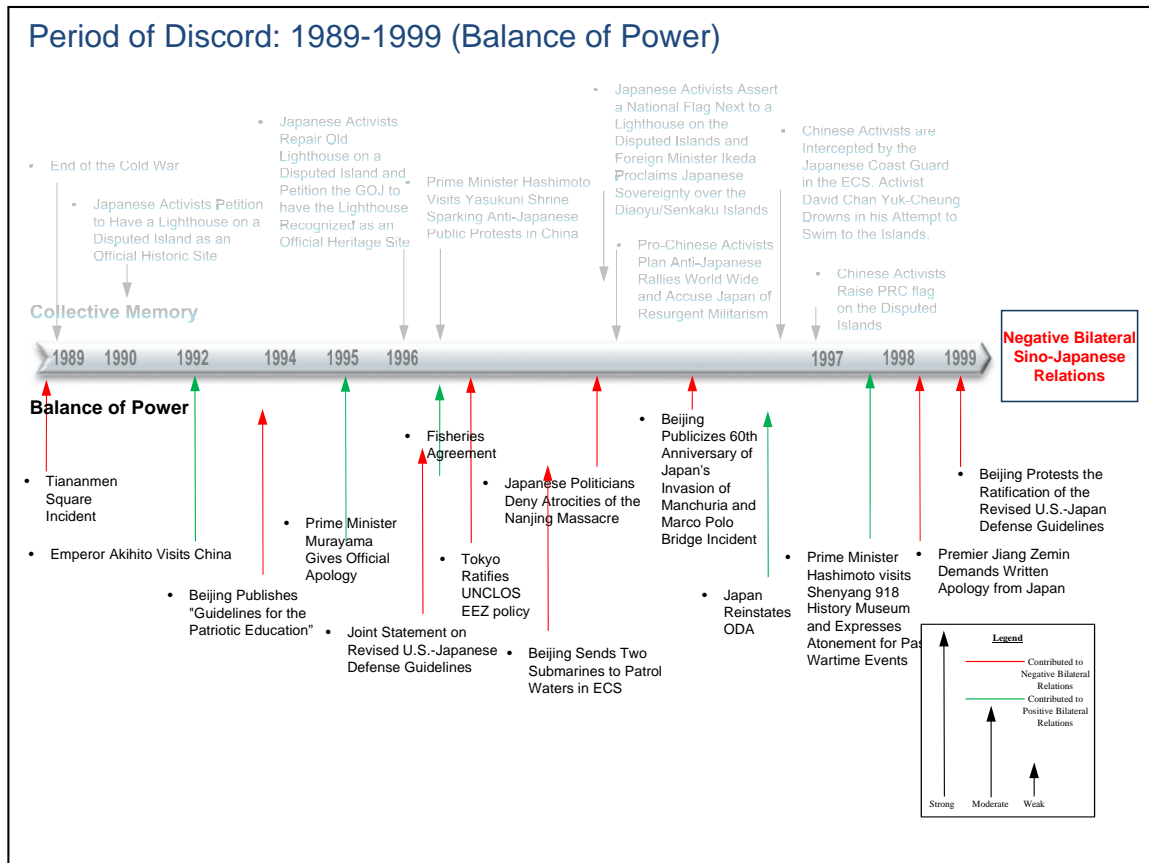 Period of Discord: 1989-1999 (Balance of Power)
• End of the Cold War
• Japanese Activists Petition
to Have a Lighthouse on a
Disputed Island as an
Official Historic Site
• Japanese Activists
Repair Qld
Lighthouse on a
Disputed Island and
Petition the GOJ to
have the Lighthouse
Recognized as an
Official Heritage Site
• Prime Minister Hashimoto
Visits Yasukuni Shrine
Sparking Anti-Japanese
Public Protests in China
• Japanese Activists Assert
a National Flag Next to a
Lighthouse on the
Disputed Islands and
Foreign Minister Ikeda
Proclaims Japanese
Sovereignty over the
Diaoyu/Senkaku Islands
• Pro-Chinese Activists
Plan Anti-Japanese
Rallies World Wide
and Accuse Japan of
Resurgent Militarism
• Chinese Activists are
Intercepted by the
Japanese Coast Guard
in the ECS. Activist
David Chan Yuk-Cheung
Drowns in his Attempt to
Swim to the Islands.
• Chinese Activists
Raise PRC flag
on the Disputed
Islands
Collective Memory
1989 1990 1992 1994 1995 1996 1997 1998 1999
Negative Bilateral
Sino-Japanese
Relations
Balance of Power
• Tiananmen
Square
Incident
• Emperor Akihito Visits China
• Beijing Publishes
"Guidelines for the
Patriotic Education”
• Prime Minister
Murayama
Gives Official
Apology
• Joint Statement on
Revised U.S.-Japanese
Defense Guidelines
• Fisheries
Agreement
• Tokyo
Ratifies
UNCLOS
EEZ policy
• Japanese Politicians
Deny Atrocities of the
Nanjing Massacre
• Beijing Sends Two
Submarines to Patrol
Waters in ECS
• Beijing
Publicizes 60th
Anniversary of
Japan’s
Invasion of
Manchuria and
Marco Polo
Bridge Incident
• Japan
Reinstates
ODA
• Prime Minister
Hashimoto visits
Shenyang 918
History Museum
and Expresses
Atonement for Pas
Wartime Events
• Premier Jiang Zemin
Demands Written
Apology from Japan
• Beijing Protests the
Ratification of the
Revised U.S.-Japan
Defense Guidelines
Legend
Contributed to
Negative Bilateral
Relations
Contributed to
Positive Bilateral
Relations
Strong Moderate Weak